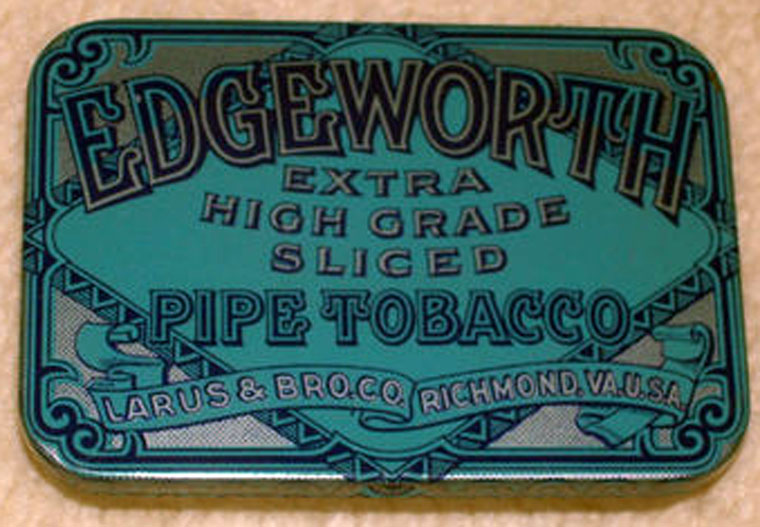 EDGEWORTH
EXTRA
HIGH GRADE
SLICED
PIPE TOBACCO
LARUS & BRO.CO. RICHMOND, VA.U.S.A.